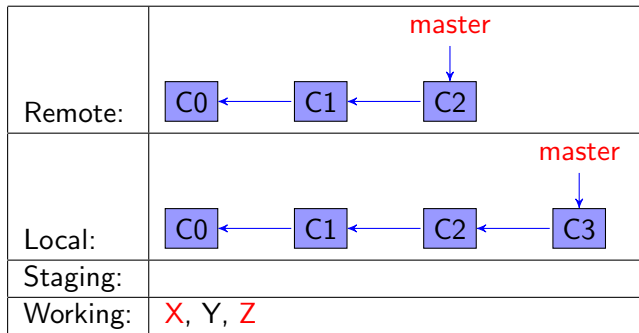 master
Remote: C0 C1 C2
master
Local: C0 C1 C2 C3
Staging:
Working: X, Y, Z